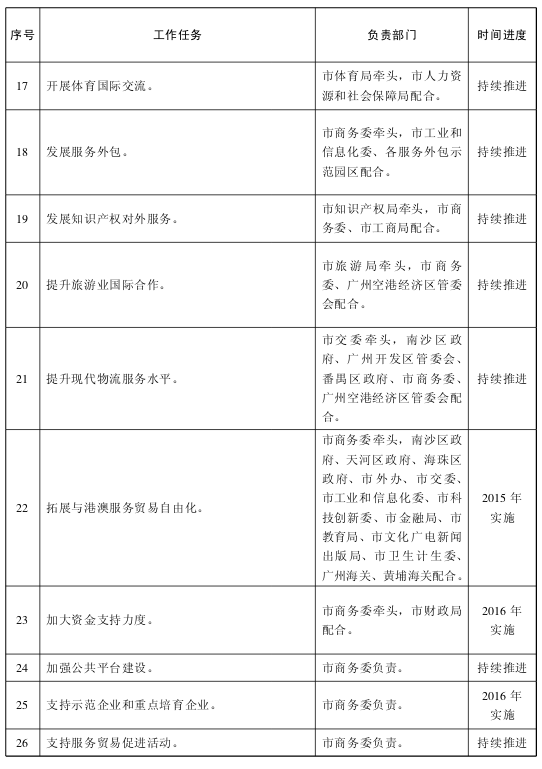 序号 工作任务 负责部门 时间进度
17 开展体育国际交流。 市体育局牵头，市人力资
源和社会保障局配合。 持续推进
18 发展服务外包。 市商务委牵头，市工业和
信息化委、各服务外包示
范园区配合。 持续推进
19 发展知识产权对外服务。 市知识产权局牵头，市商
务委、市工商局配合。 持续推进
20 提升旅游业国际合作。 市旅游局牵头，市商务
委、广州空港经济区管委
会配合。 持续推进
21 提升现代物流服务水平。 市交委牵头，南沙区政
府、广州开发区管委会、
番禺区政府、市商务委、
广州空港经济区管委会配
合。 持续推进
22 拓展与港澳服务贸易自由化。 市商务委牵头，南沙区政
府、天河区政府、海珠区
政府、市外办、市交委、
市工业和信息化委、市科
技创新委、市金融局、市
教育局、市文化广电新闻
出版局、市卫生计生委、
广州海关、黄埔海关配合。 2015 年
实施
23 加大资金支持力度。 市商务委牵头，市财政局
配合。 2016 年
实施
24 加强公共平台建设。 市商务委负责。 持续推进
25 支持示范企业和重点培育企业。 市商务委负责。 2016 年
实施
26 支持服务贸易促进活动。 市商务委负责。 持续推进